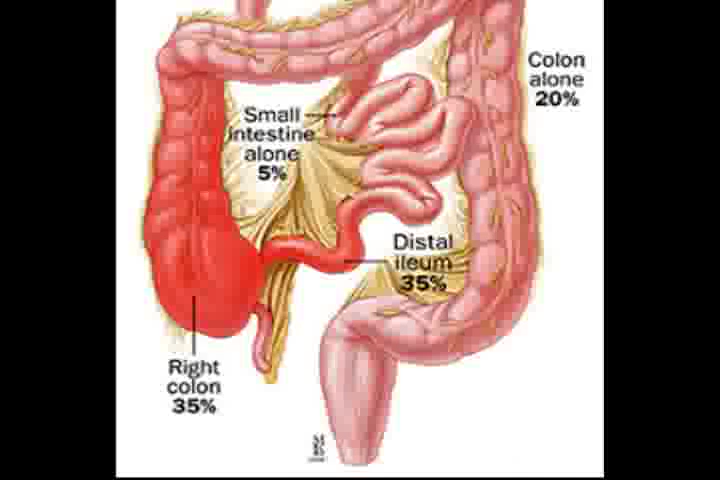 Colon
alone
20%
Small
intestine
alone
5%
Distal
ileum
35%
Right
colon
35%